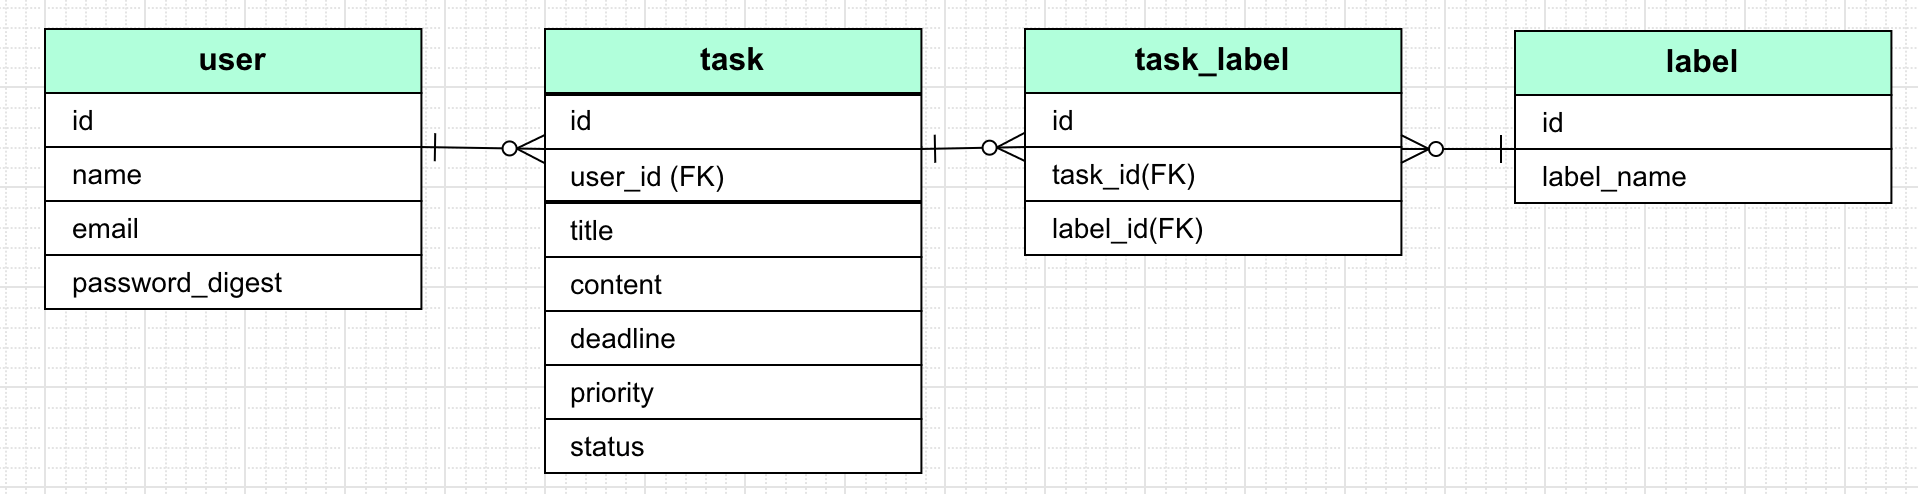 user
id
name
email
password_digest
task
id
user_id (FK)
title
content
deadline
priority
status
task_label
id
task_id(FK)
label_id(FK)
label
id
label_name